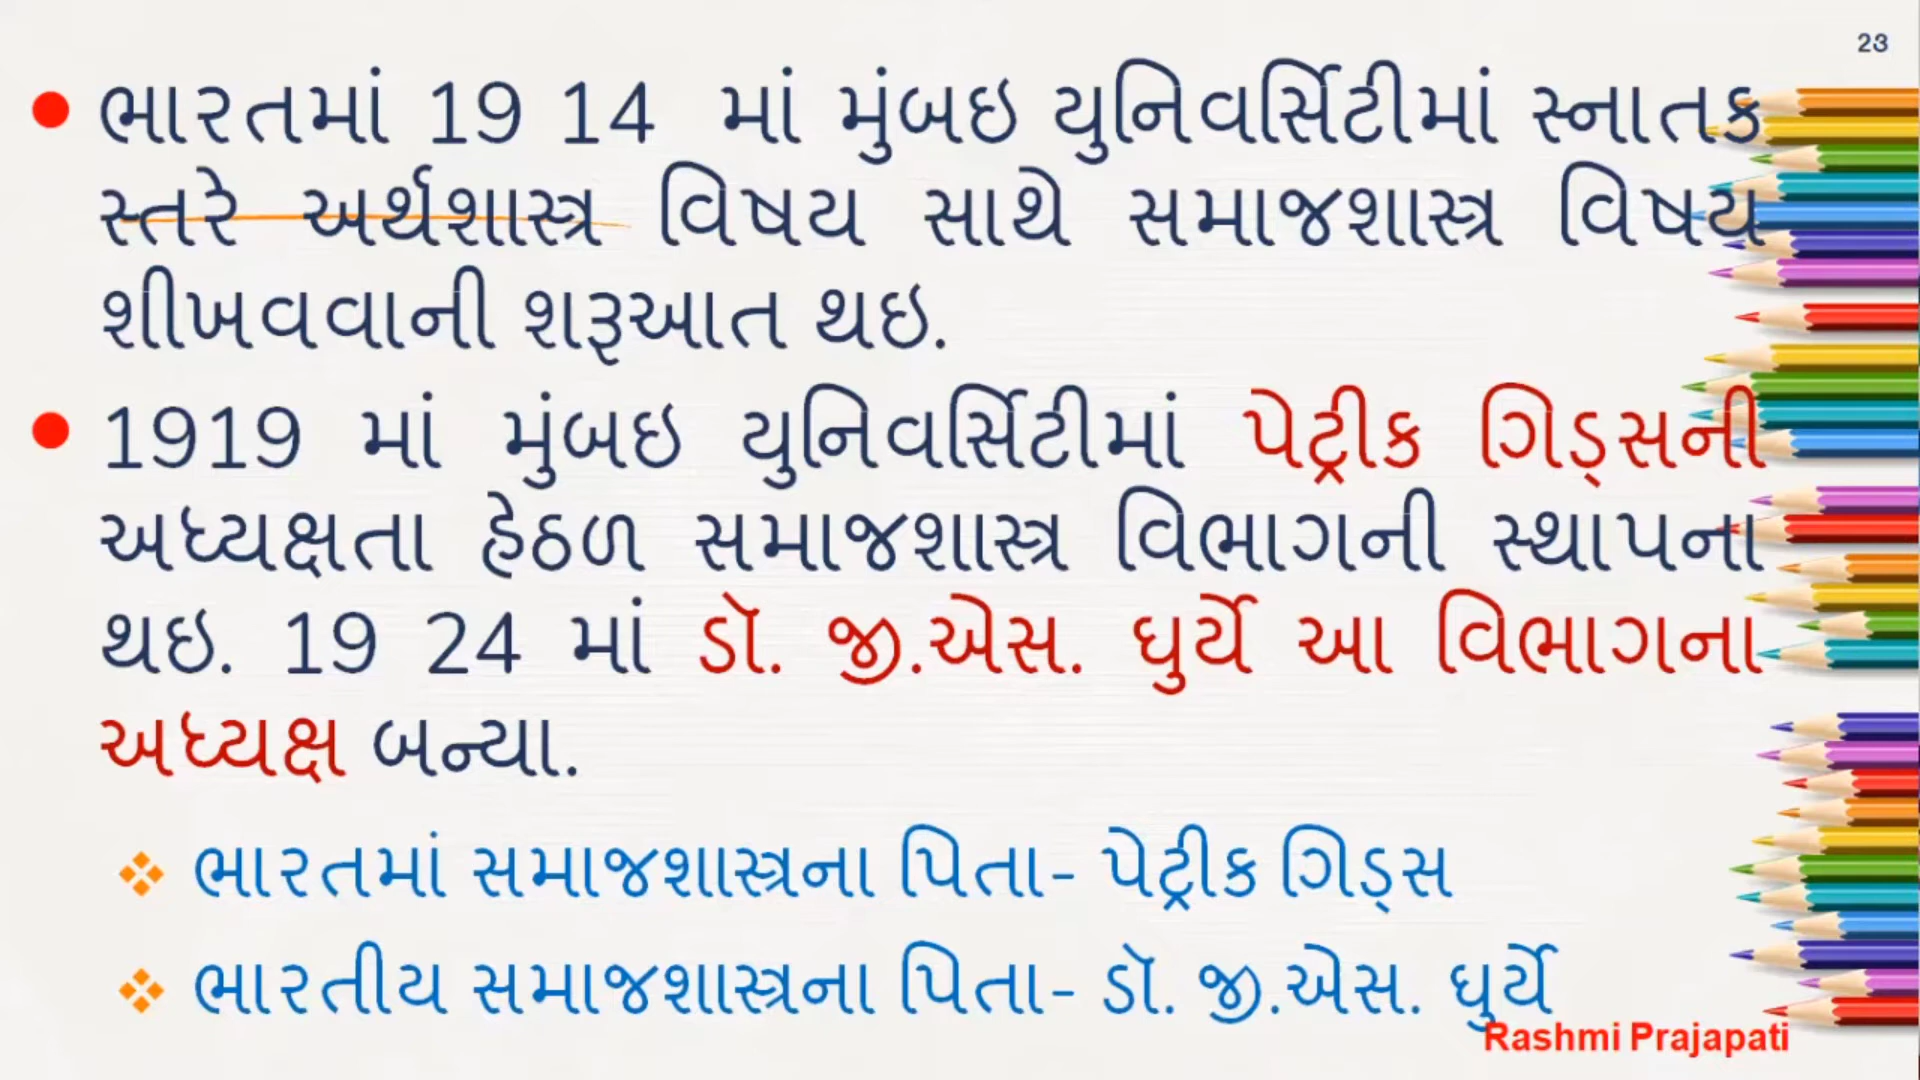 23
ભારતમાં 19 14 માં મુંબઇ યુનિવર્સિટીમાં સ્નાતક
સ્તરે અર્થશાસ્ત્ર વિષય સાથે સમાજશાસ્ત્ર વિષય
શીખવવાની શરૂઆત થઇ.
1919 માં મુંબઇ યુનિવર્સિટીમાં પેટ્રીક ગિડ્સની
અધ્યક્ષતા હેઠળ સમાજશાસ્ત્ર વિભાગની સ્થાપના
થઇ. 19 24 માં ડૉ. જી.એસ. ઘુર્યે આ વિભાગના
અધ્યક્ષ બન્યા.
ભારતમાં સમાજશાસ્ત્રના પિતા- પેટ્રીક ગિડ્સ
ભારતીય સમાજશાસ્ત્રના પિતા- ડૉ. જી.એસ. ઘુર્યે
Rashmi Prajapati